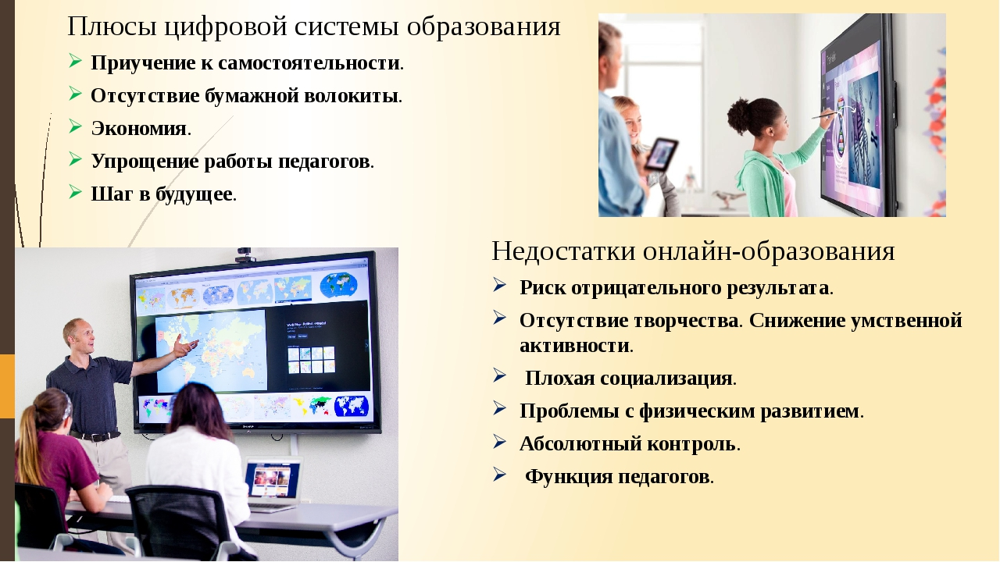 Плюсы цифровой системы образования
Приучение к самостоятельности.
Отсутствие бумажной волокиты.
Экономия.
Упрощение работы педагогов.
Шаг в будущее.
Недостатки онлайн-образования
Риск отрицательного результата.
Отсутствие творчества. Снижение умственной
активности.
Плохая социализация.
Проблемы с физическим развитием.
Абсолютный контроль.
Функция педагогов.